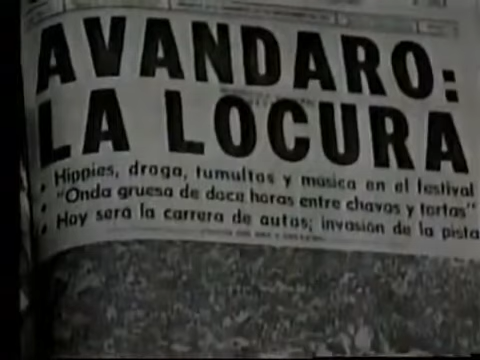 AVANDARO:
LA LOCURA
Hippies, droga, tumultos y música en el festival
"Onda gruesa de doce horas entre chavos y tortas"
Hoy será la carrera de autos; invasión de la pista